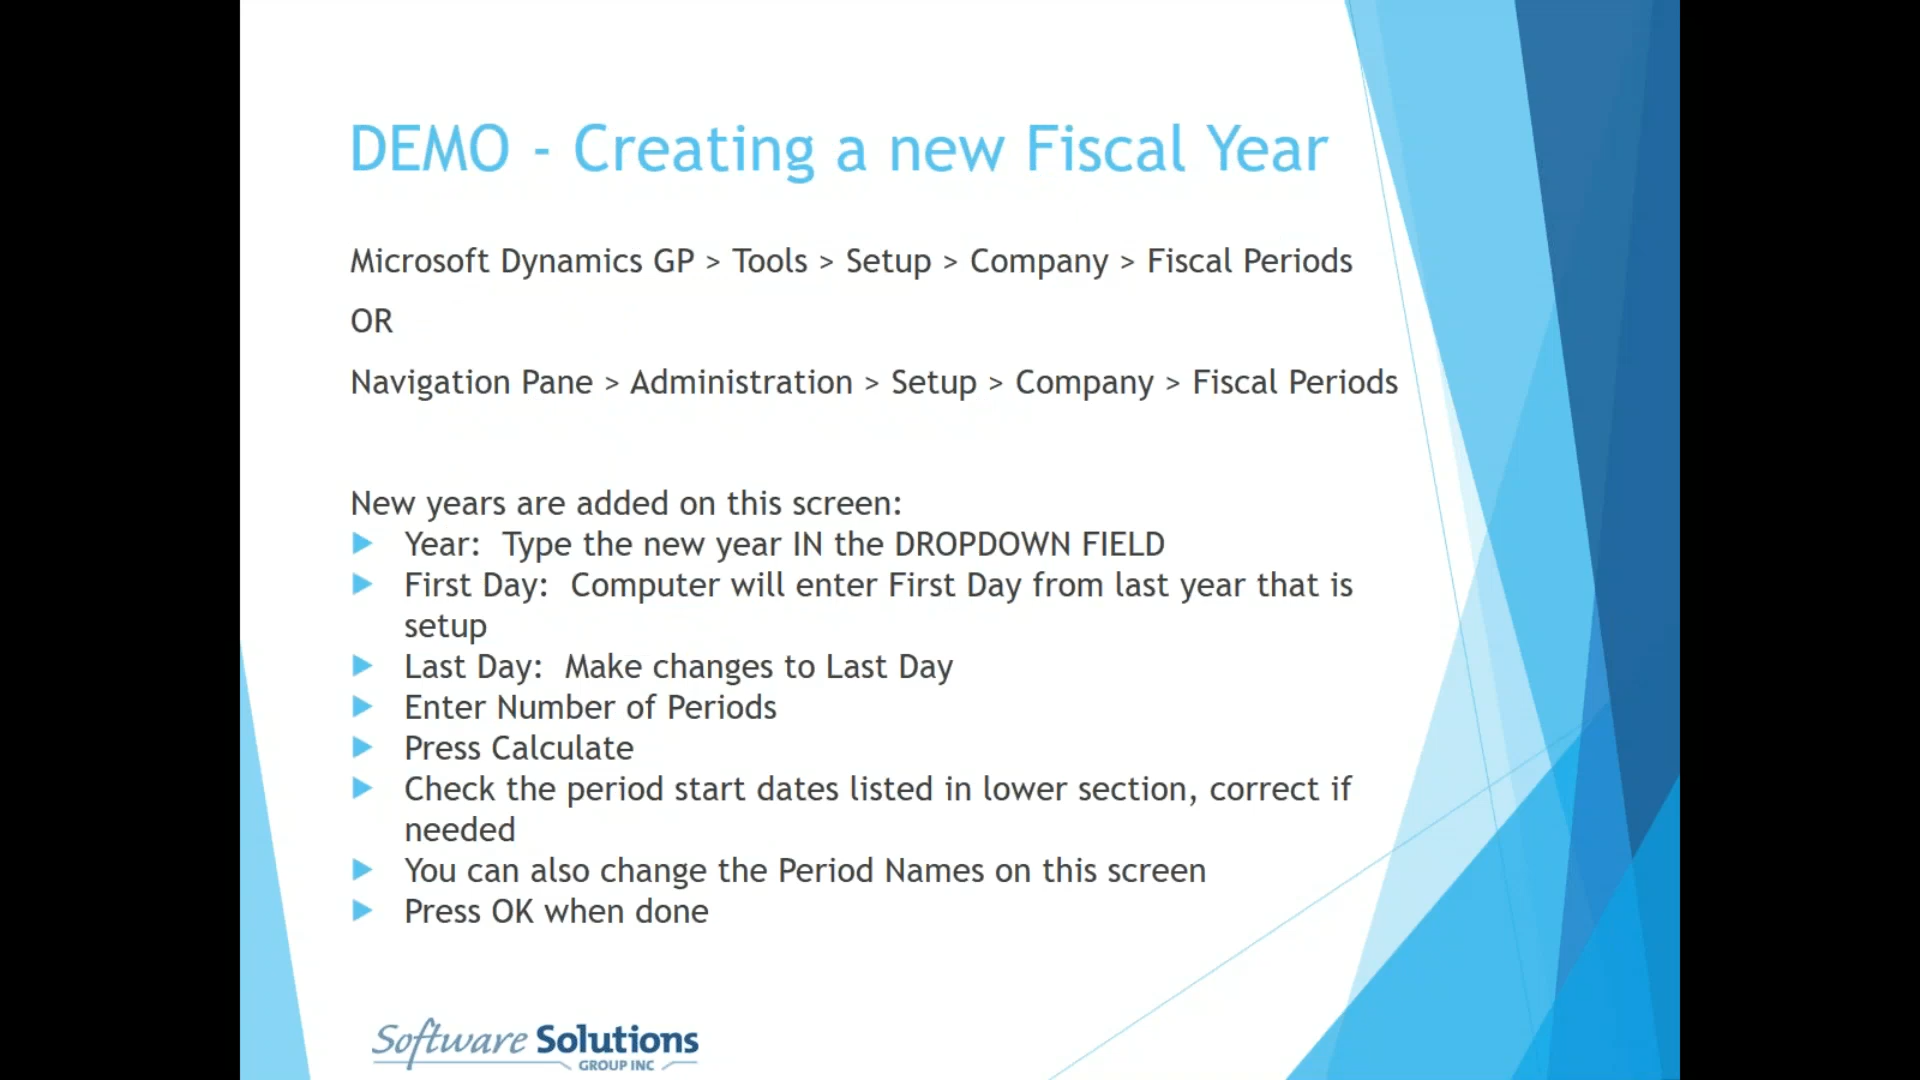 DEMO - Creating a new Fiscal Year
Microsoft Dynamics GP > Tools > Setup > Company > Fiscal Periods
OR
Navigation Pane > Administration > Setup > Company > Fiscal Periods
New years are added on this screen:
Year: Type the new year IN the DROPDOWN FIELD
First Day: Computer will enter First Day from last year that is
setup
Last Day: Make changes to Last Day
Enter Number of Periods
Press Calculate
Check the period start dates listed in lower section, correct if
needed
You can also change the Period Names on this screen
Press OK when done
Software Solutions
GROUP INC